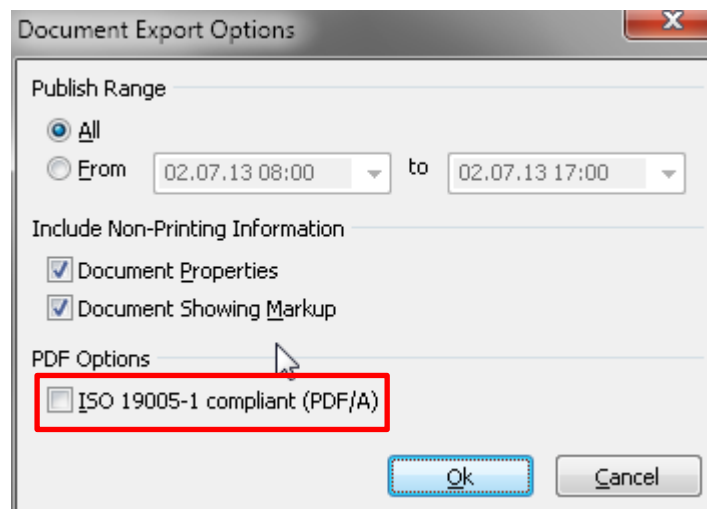 Document Export Options
Publish Range
All
From 02.07.13 08:00 to 02.07.13 17:00
Include Non-Printing Information
Document Properties
Document Showing Markup
PDF Options
ISO 19005-1 compliant (PDF/A)
Ok Cancel